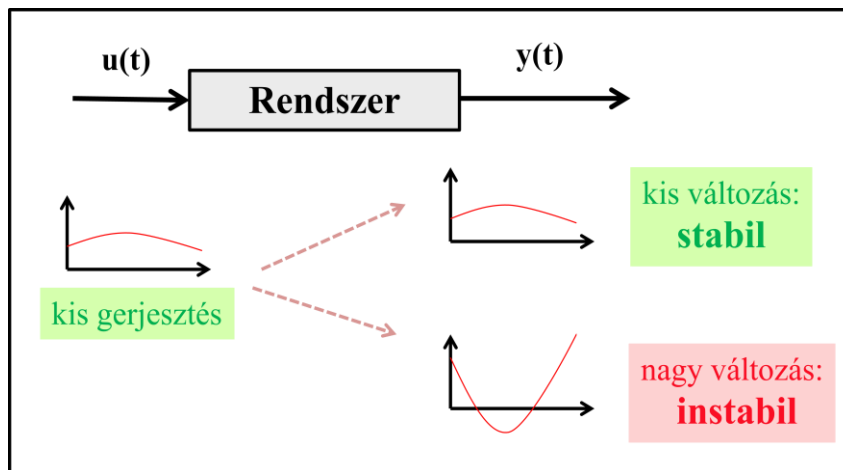 u(t)
y(t)
Rendszer
kis gerjesztés
kis változás:
stabil
nagy változás:
instabil